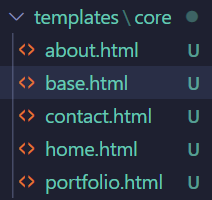 templates\core
about.html U
base.html U
contact.html U
home.html U
portfolio.html U